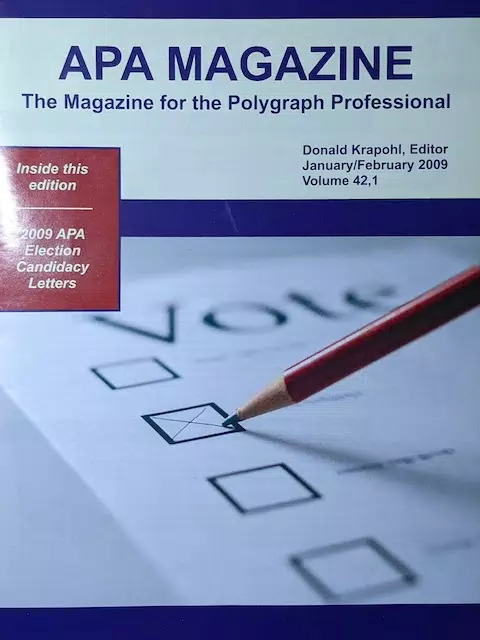 APA MAGAZINE
The Magazine for the Polygraph Professional
Donald Krapohl, Editor
January/February 2009
Volume 42,1
Inside this
edition
2009 APA
Election
Candidacy
Letters
Vote